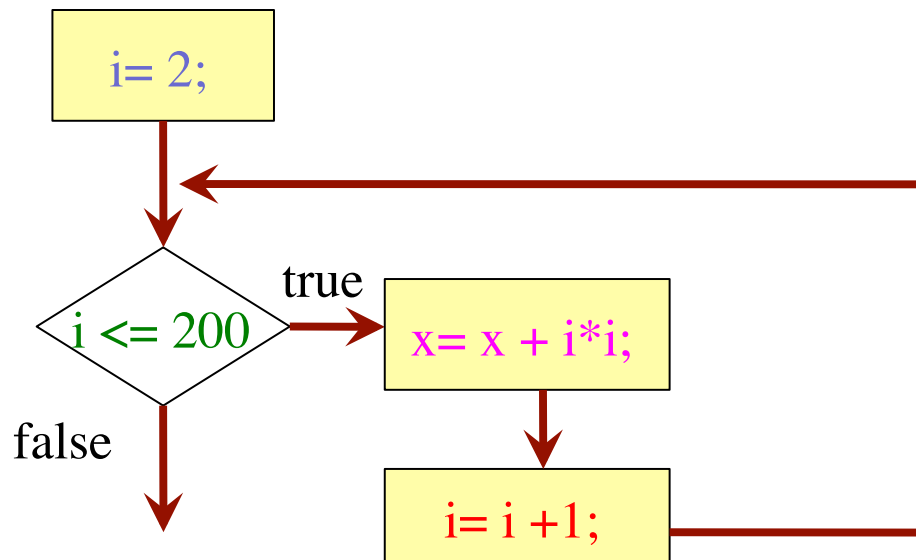 i= 2;
true
i <= 200
x= x + i*i;
false
i= i +1;